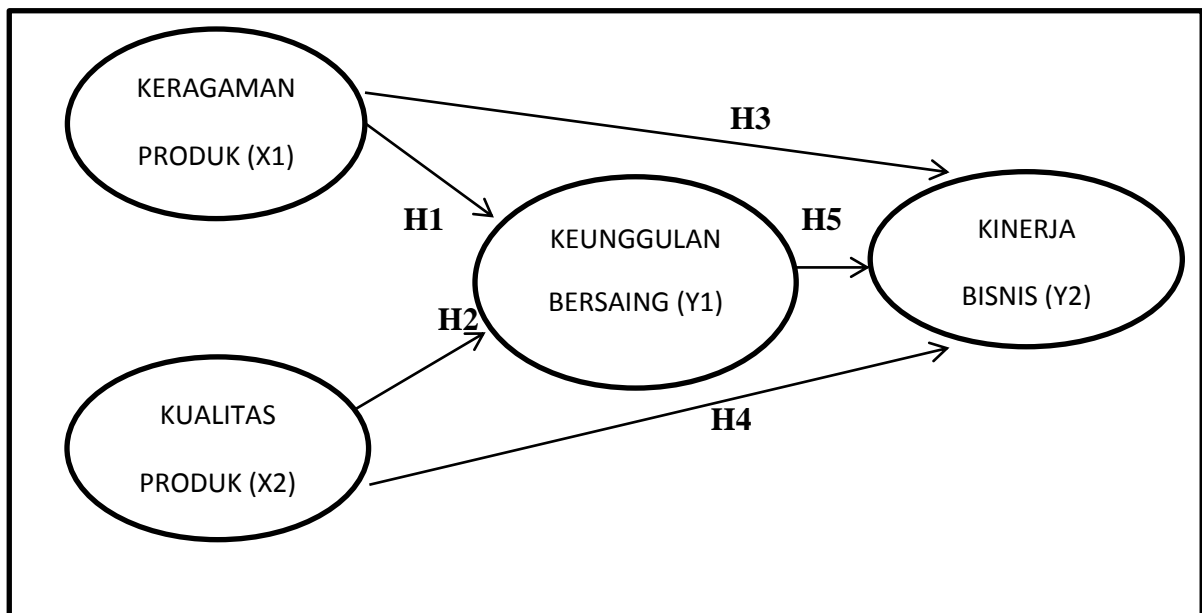 KERAGAMAN
PRODUK (X1)
H3
H1
KEUNGGULAN
BERSAING (Y1)
H5
KINERJA
BISNIS (Y2)
H2
KUALITAS
PRODUK (X2)
H4